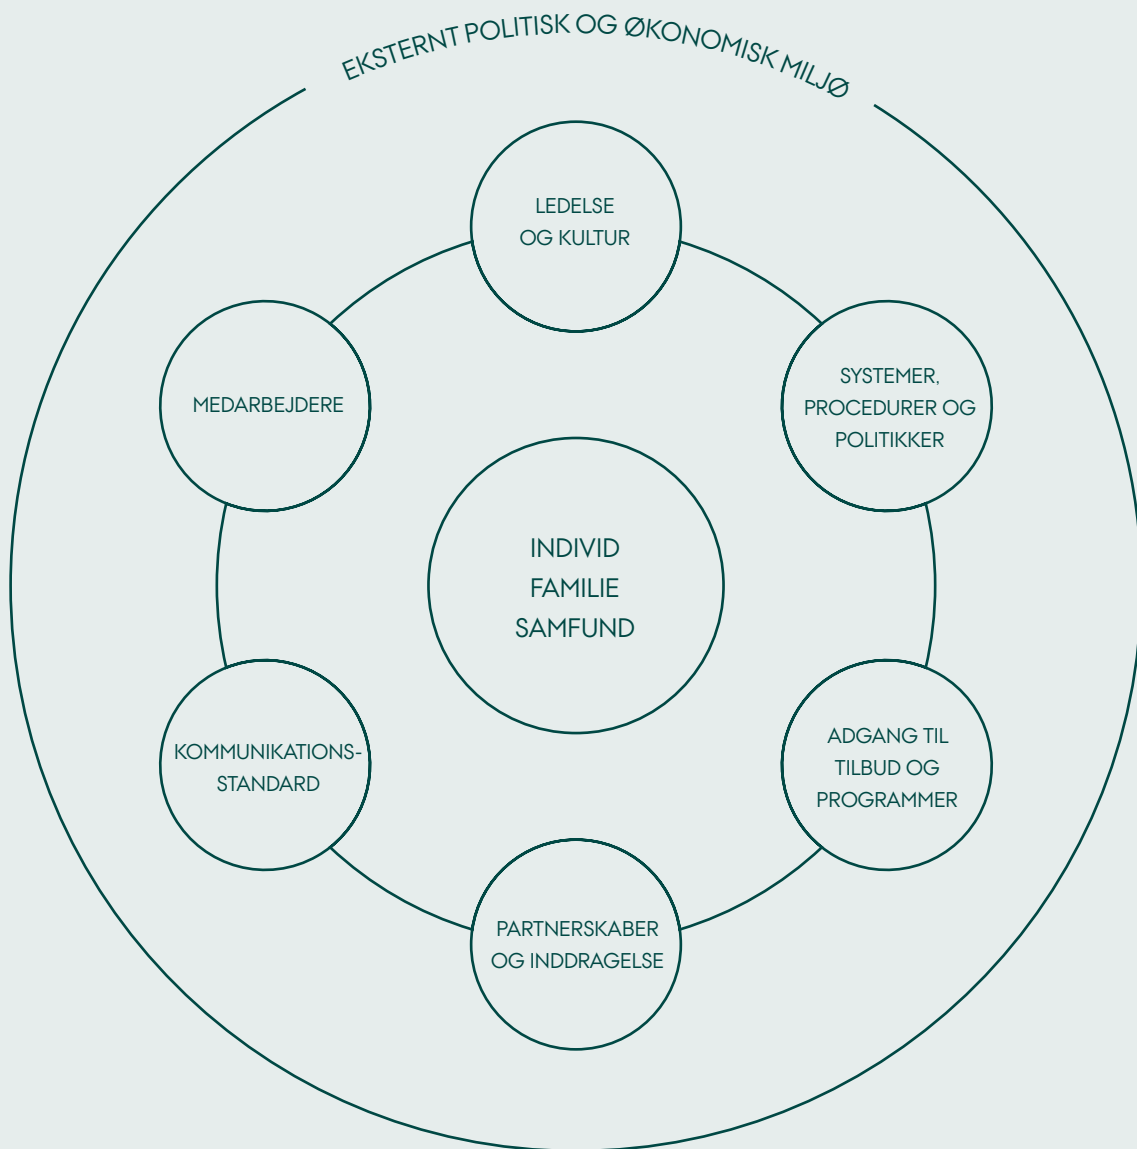 EKSTERNT POLITISK OG ØKONOMISK MILJØ
LEDELSE
OG KULTUR
SYSTEMER,
PROCEDURER OG
POLITIKKER
MEDARBEJDERE
INDIVID
FAMILIE
SAMFUND
ADGANG TIL
TILBUD OG
PROGRAMMER
KOMMUNIKATIONS-
STANDARD
PARTNERSKABER
OG INDDRAGELSE